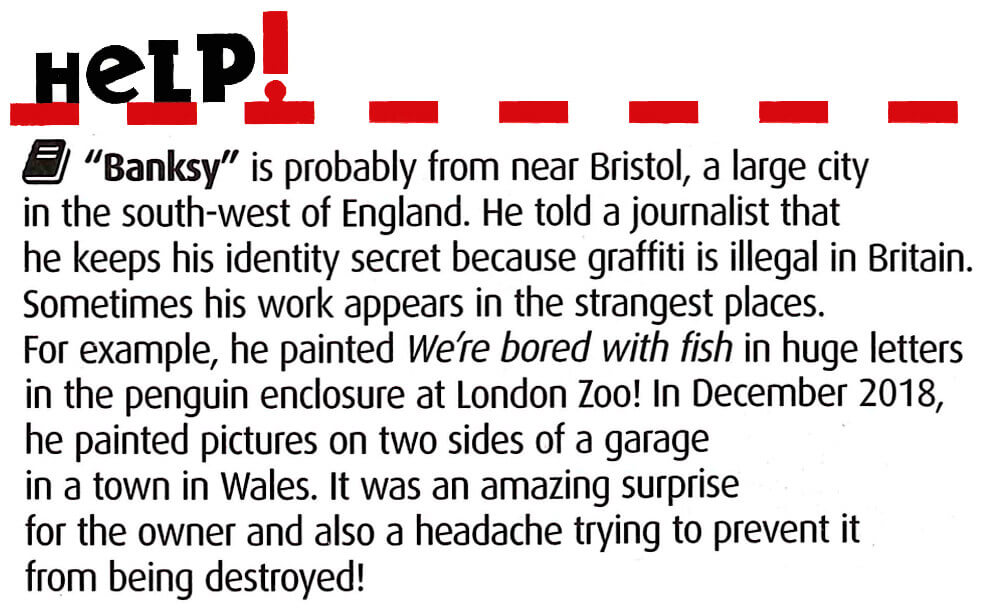 HeLP!
“Banksy” is probably from near Bristol, a large city
in the south-west of England. He told a journalist that
he keeps his identity secret because graffiti is illegal in Britain.
Sometimes his work appears in the strangest places.
For example, he painted We’re bored with fish in huge letters
in the penguin enclosure at London Zoo! In December 2018,
he painted pictures on two sides of a garage
in a town in Wales. It was an amazing surprise
for the owner and also a headache trying to prevent it
from being destroyed!